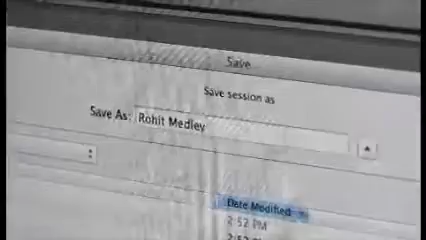 Save
Save session as
Save As: Rohit Medley
Date Modified
2:52 PM